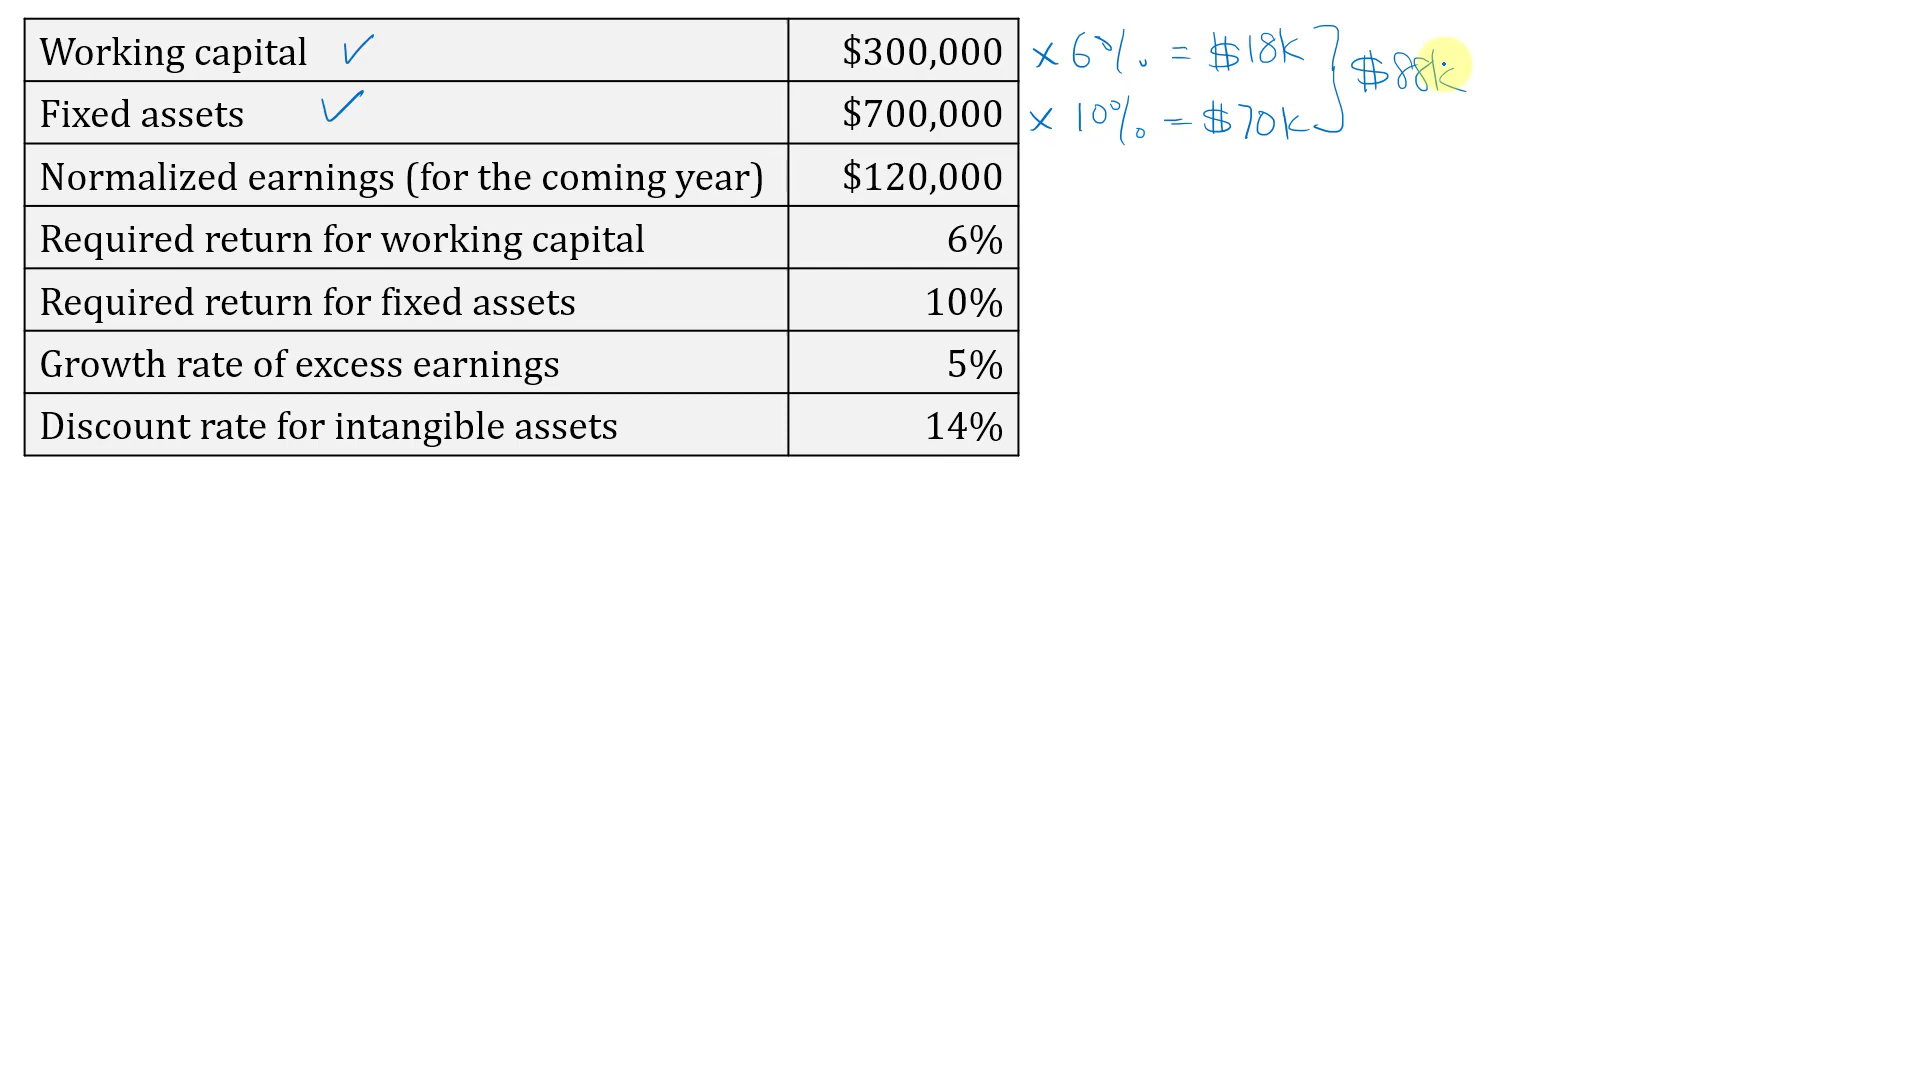 Working capital ✓ $300,000 × 6% = $18k } $88k
Fixed assets ✓ $700,000 × 10% = $70k
Normalized earnings (for the coming year) $120,000
Required return for working capital 6%
Required return for fixed assets 10%
Growth rate of excess earnings 5%
Discount rate for intangible assets 14%